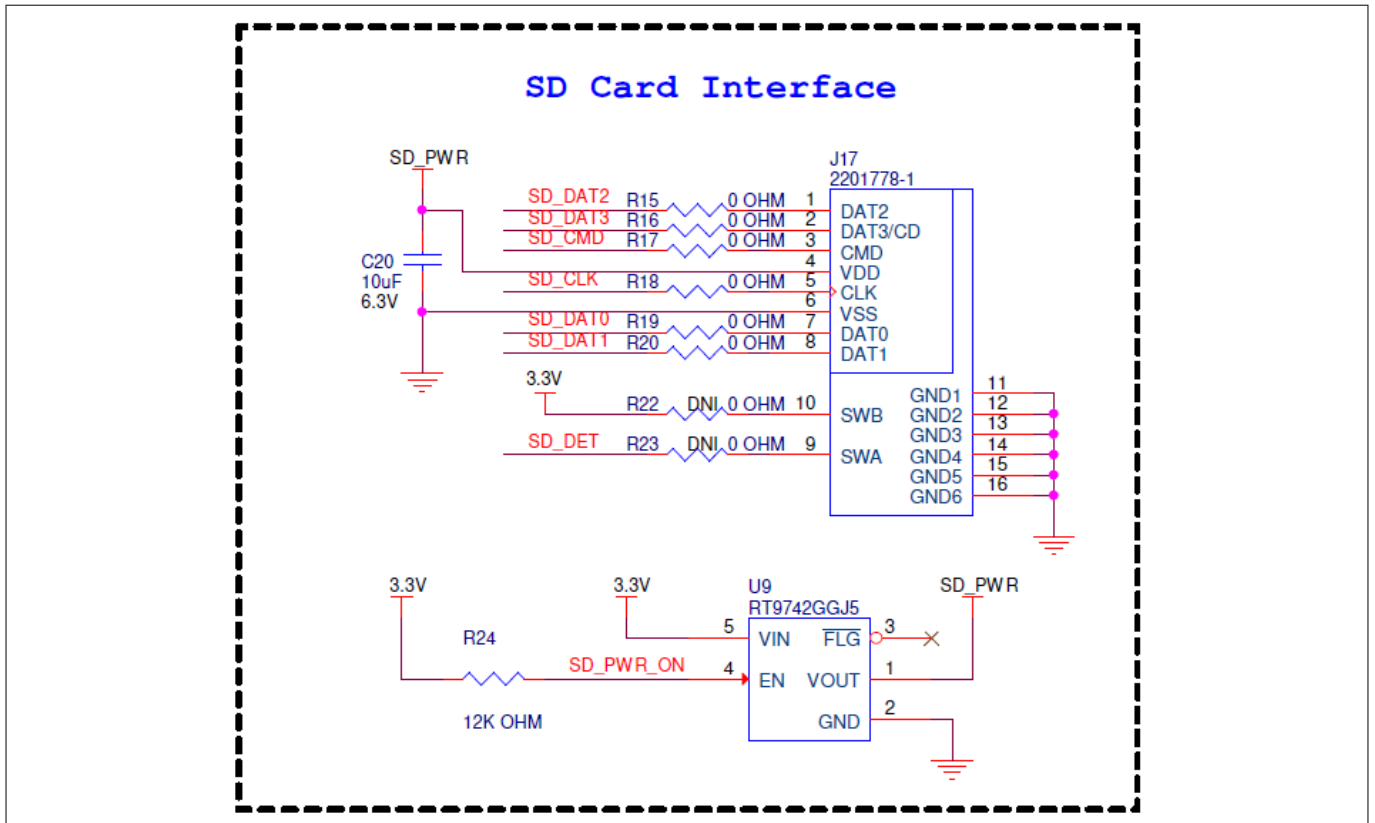 SD Card Interface
SD_PWR
C20
10uF
6.3V
J17
2201778-1
SD_DAT2 R15 0 OHM 1 DAT2
SD_DAT3 R16 0 OHM 2 DAT3/CD
SD_CMD R17 0 OHM 3 CMD
4 VDD
SD_CLK R18 0 OHM 5 CLK
6 VSS
SD_DAT0 R19 0 OHM 7 DAT0
SD_DAT1 R20 0 OHM 8 DAT1
3.3V
R22 DNI 0 OHM 10 SWB
SD_DET R23 DNI 0 OHM 9 SWA
GND1 11
GND2 12
GND3 13
GND4 14
GND5 15
GND6 16
3.3V
R24
12K OHM
SD_PWR_ON
3.3V
U9
RT9742GGJ5
5 VIN FLG 3
4 EN VOUT 1
GND 2
SD_PWR